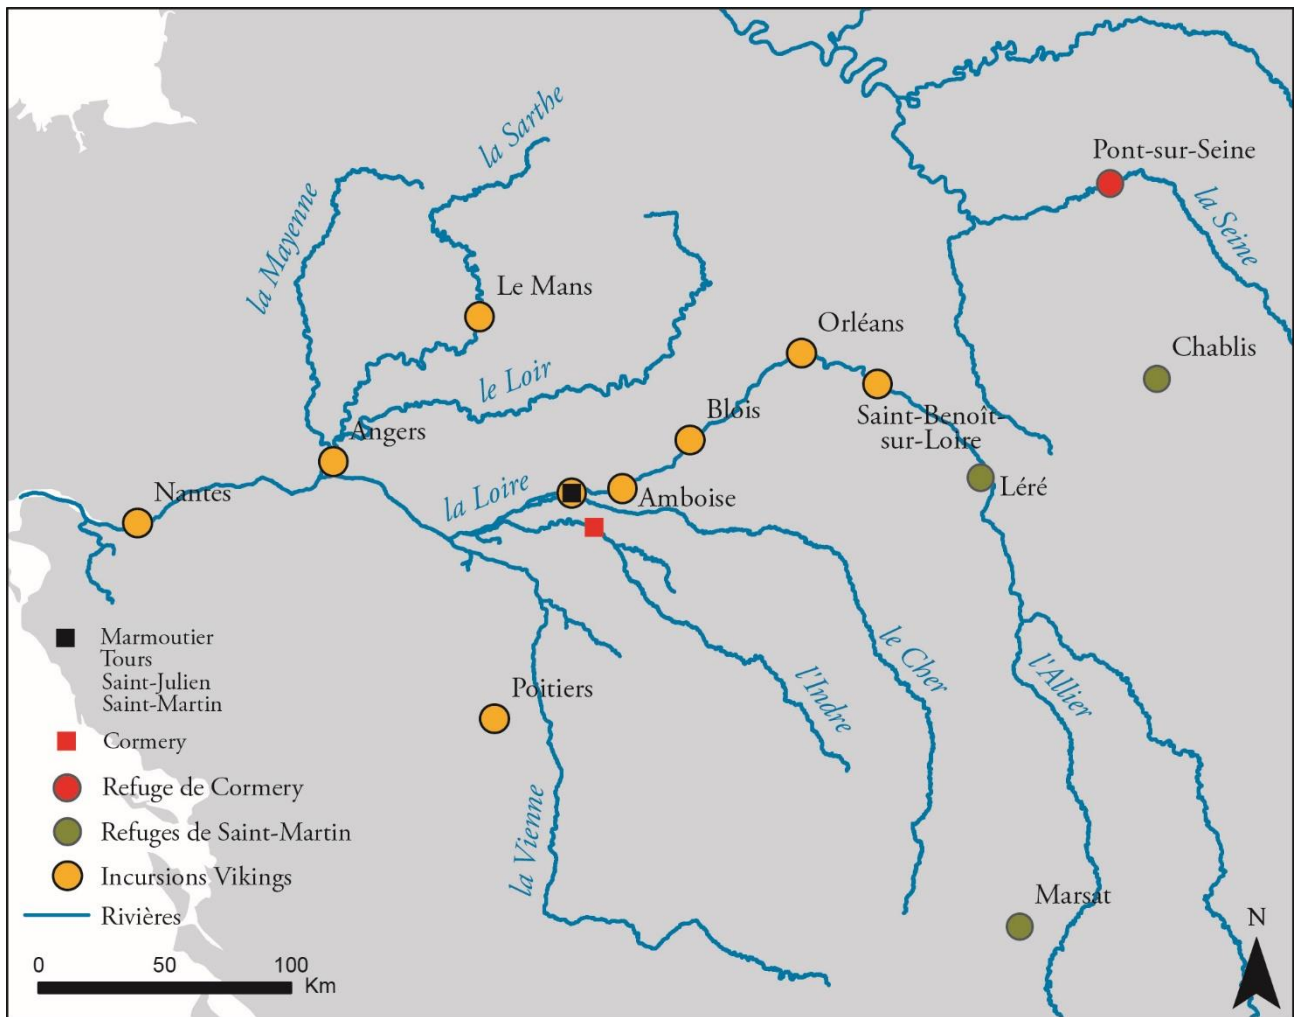 la Sarthe
Pont-sur-Seine
la Mayenne
la Seine
Le Mans
Orléans
Chablis
le Loir
Blois
Saint-Benoît-
sur-Loire
Angers
Nantes
la Loire
Amboise
Léré
Marmoutier
Tours
Saint-Julien
Saint-Martin
Poitiers
l'Indre
le Cher
l'Allier
Cormery
Refuge de Cormery
Refuges de Saint-Martin
la Vienne
Incursions Vikings
Marsat
Rivières
N
0 50 100
Km